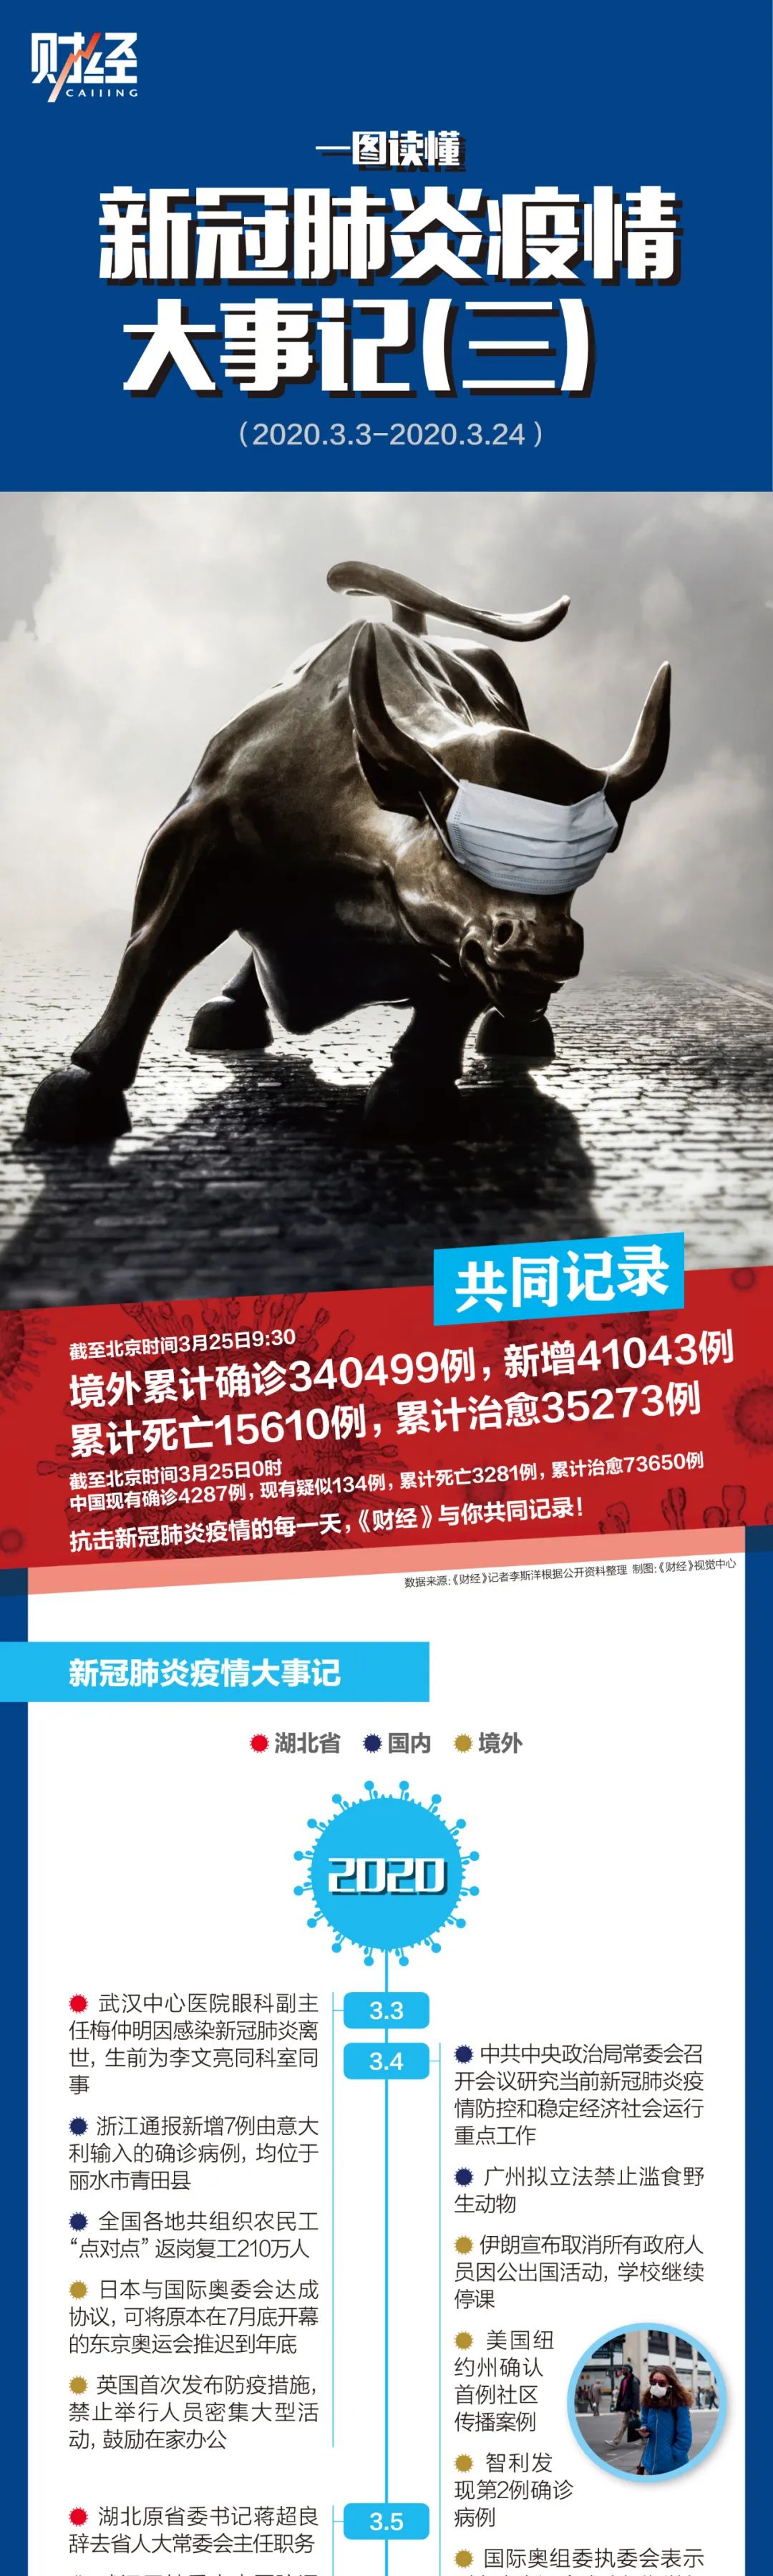 财经
CAIJING
一图读懂
新冠肺炎疫情
大事记(三)
（2020.3.3-2020.3.24）
共同记录
截至北京时间3月25日9:30
境外累计确诊340499例，新增41043例
累计死亡15610例，累计治愈35273例
截至北京时间3月25日0时
中国现有确诊4287例，现有疑似134例，累计死亡3281例，累计治愈73650例
抗击新冠肺炎疫情的每一天，《财经》与你共同记录！
数据来源：《财经》记者李斯洋根据公开资料整理 制图：《财经》视觉中心
新冠肺炎疫情大事记
湖北省 国内 境外
2020
3.3
武汉中心医院眼科副主
任梅仲明因感染新冠肺炎离
世，生前为李文亮同科室同
事
浙江通报新增7例由意大
利输入的确诊病例，均位于
丽水市青田县
全国各地共组织农民工
“点对点”返岗复工210万人
日本与国际奥委会达成
协议，可将原本在7月底开幕
的东京奥运会推迟到年底
英国首次发布防疫措施，
禁止举行人员密集大型活
动，鼓励在家办公
3.4
中共中央政治局常委会召
开会议研究当前新冠肺炎疫
情防控和稳定经济社会运行
重点工作
广州拟立法禁止滥食野
生动物
伊朗宣布取消所有政府人
员因公出国活动，学校继续
停课
美国纽
约州确认
首例社区
传播案例
智利发
现第2例确诊
病例
国际奥组委执委会表示
3.5
湖北原省委书记蒋超良
辞去省人大常委会主任职务